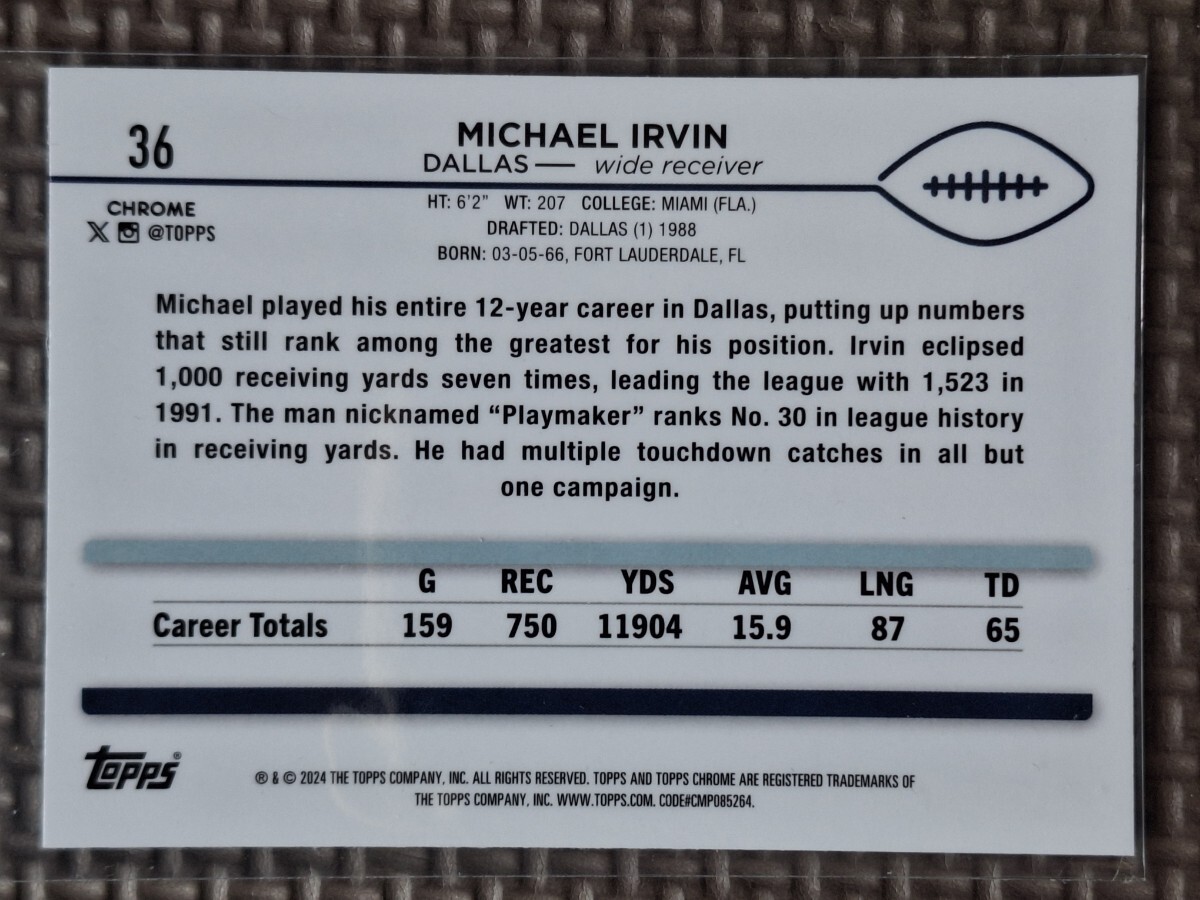 36
MICHAEL IRVIN
DALLAS — wide receiver
CHROME
@TOPPS
HT: 6'2" WT: 207 COLLEGE: MIAMI (FLA.)
DRAFTED: DALLAS (1) 1988
BORN: 03-05-66, FORT LAUDERDALE, FL
Michael played his entire 12-year career in Dallas, putting up numbers
that still rank among the greatest for his position. Irvin eclipsed
1,000 receiving yards seven times, leading the league with 1,523 in
1991. The man nicknamed “Playmaker” ranks No. 30 in league history
in receiving yards. He had multiple touchdown catches in all but
one campaign.
G REC YDS AVG LNG TD
Career Totals 159 750 11904 15.9 87 65
Topps®
® & © 2024 THE TOPPS COMPANY, INC. ALL RIGHTS RESERVED. TOPPS AND TOPPS CHROME ARE REGISTERED TRADEMARKS OF
THE TOPPS COMPANY, INC. WWW.TOPPS.COM. CODE#CMP085264.